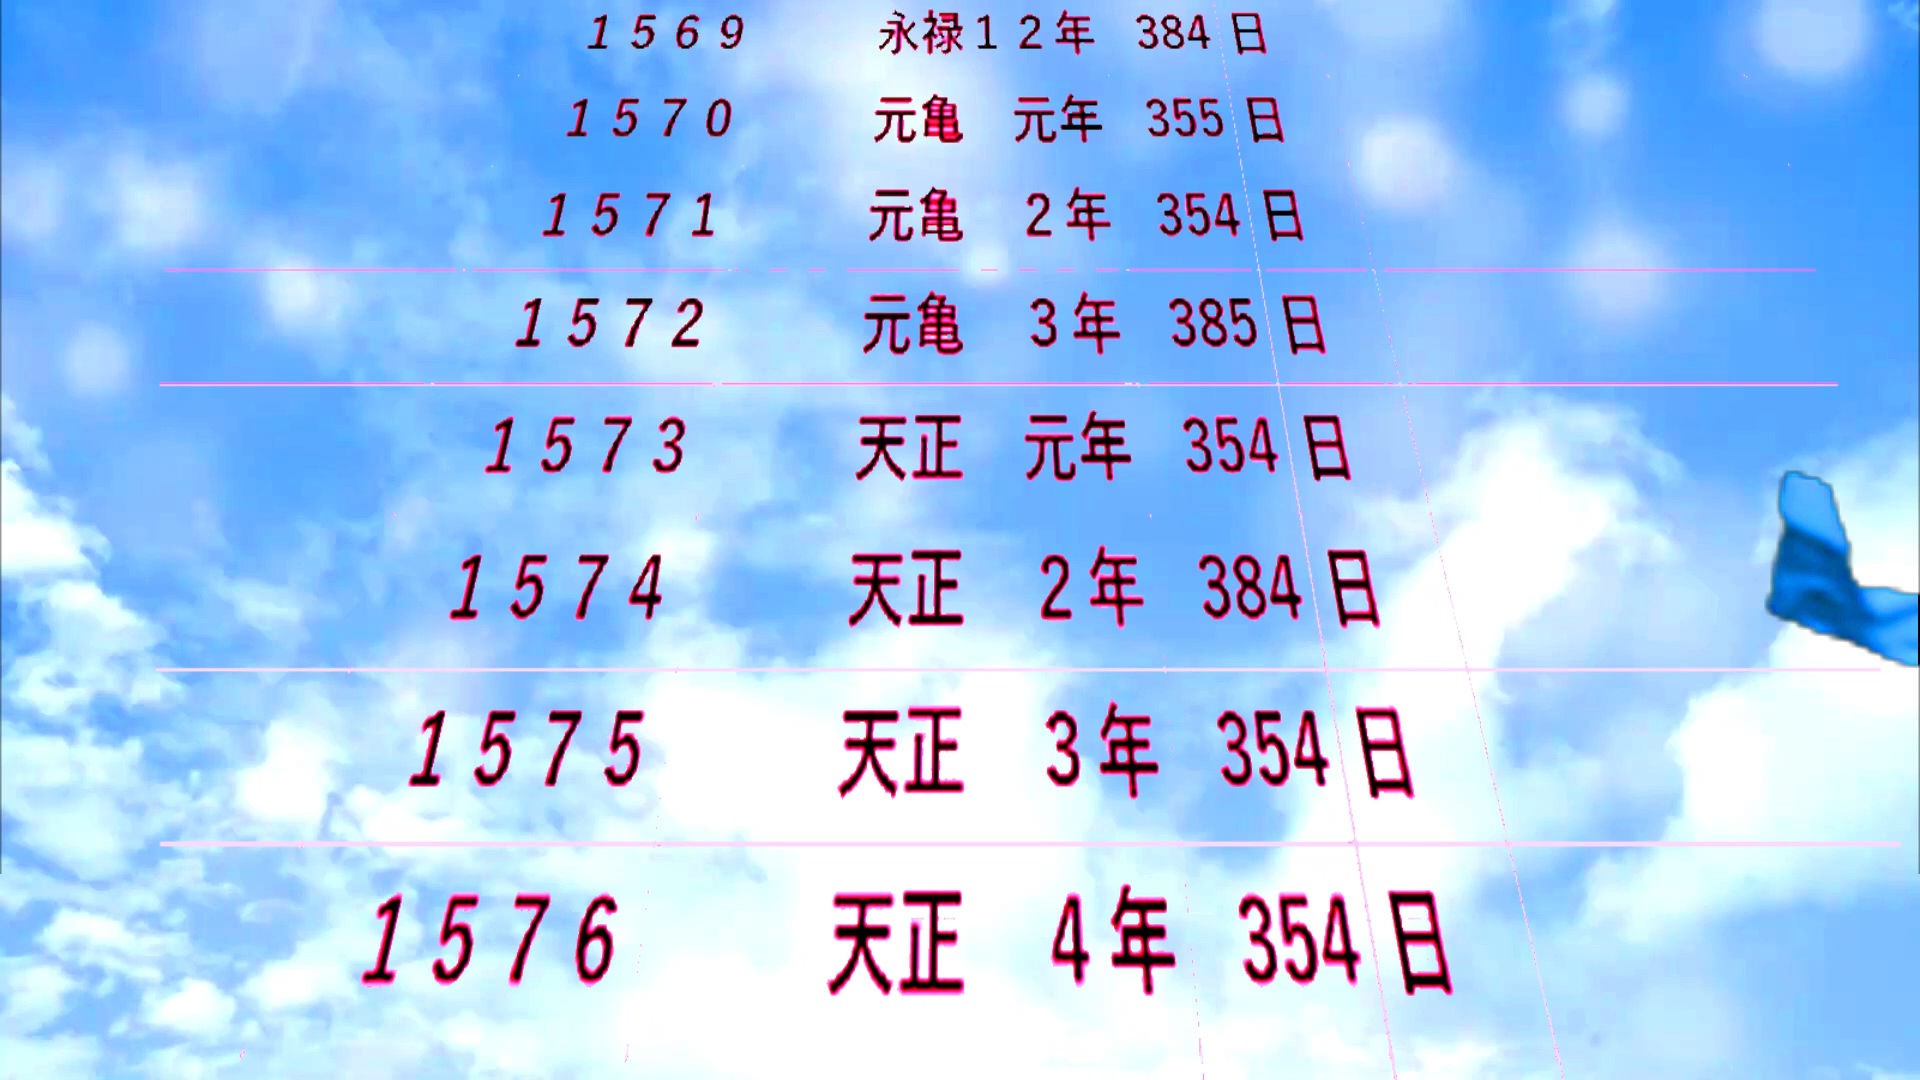 1569 永禄12年 384日
1570 元亀 元年 355日
1571 元亀 2年 354日
1572 元亀 3年 385日
1573 天正 元年 354日
1574 天正 2年 384日
1575 天正 3年 354日
1576 天正 4年 354日